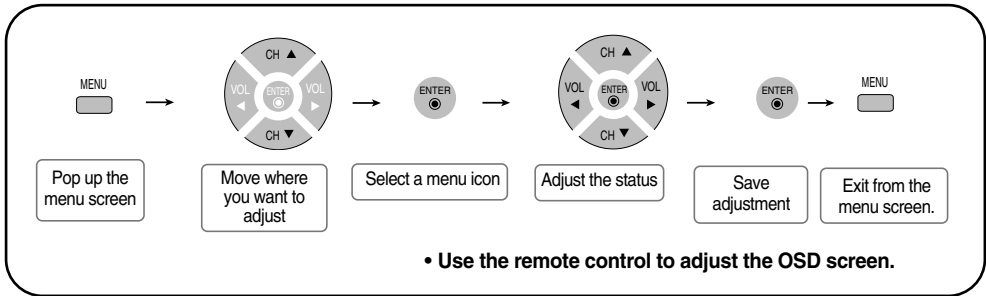 MENU
CH ▲
VOL ◀
ENTER
VOL ▶
CH ▼
ENTER
CH ▲
VOL ◀
ENTER
VOL ▶
CH ▼
ENTER
MENU
Pop up the
menu screen
Move where
you want to
adjust
Select a menu icon
Adjust the status
Save
adjustment
Exit from the
menu screen.
• Use the remote control to adjust the OSD screen.